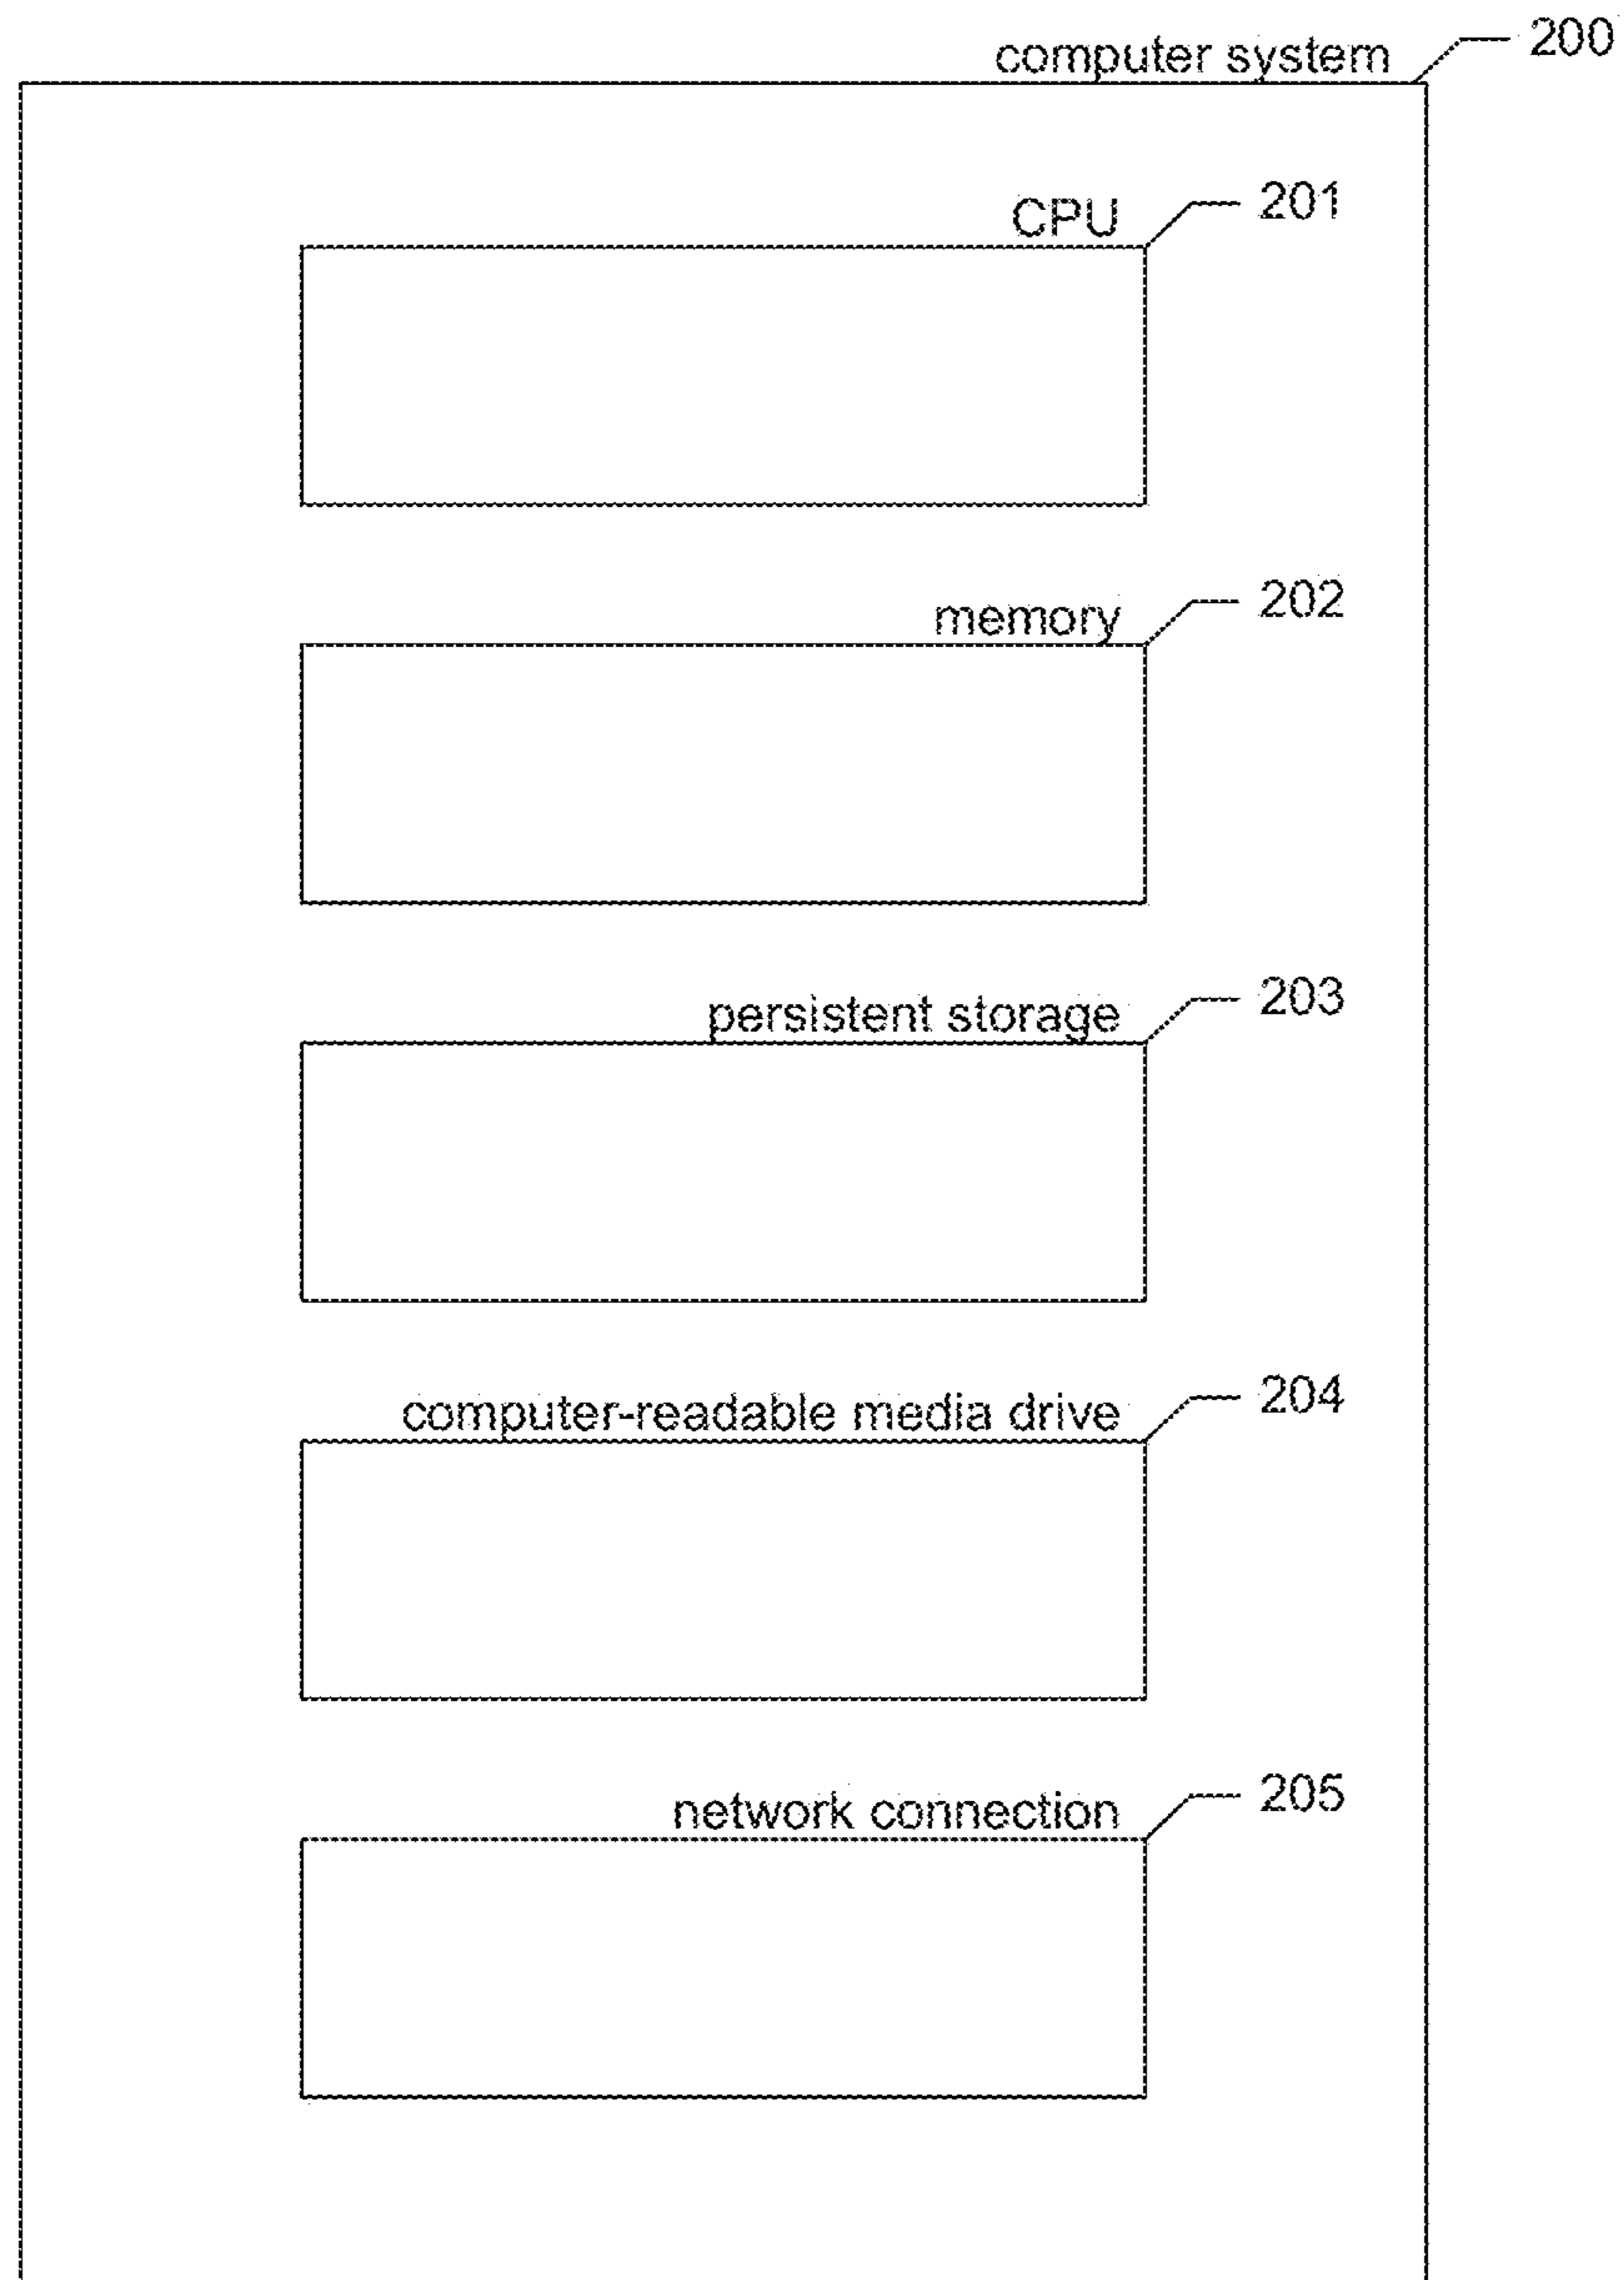 computer system 200
CPU 201
memory 202
persistent storage 203
computer-readable media drive 204
network connection 205